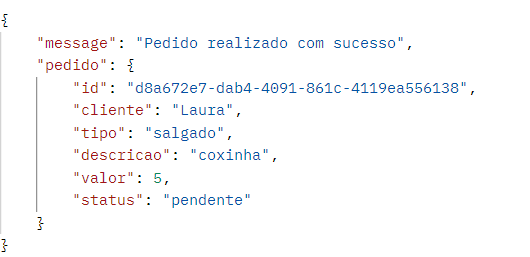 {
"message": "Pedido realizado com sucesso",
"pedido": {
"id": "d8a672e7-dab4-4091-861c-4119ea556138",
"cliente": "Laura",
"tipo": "salgado",
"descricao": "coxinha",
"valor": 5,
"status": "pendente"
}
}